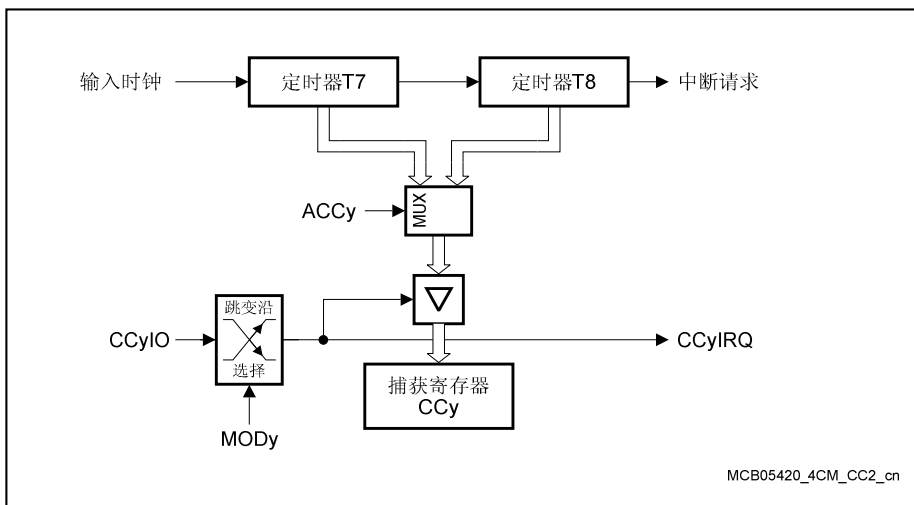 输入时钟
定时器T7
定时器T8
中断请求
ACCy
MUX
跳变沿
CCyIO
选择
CCyIRQ
捕获寄存器
CCy
MODy
MCB05420_4CM_CC2_cn